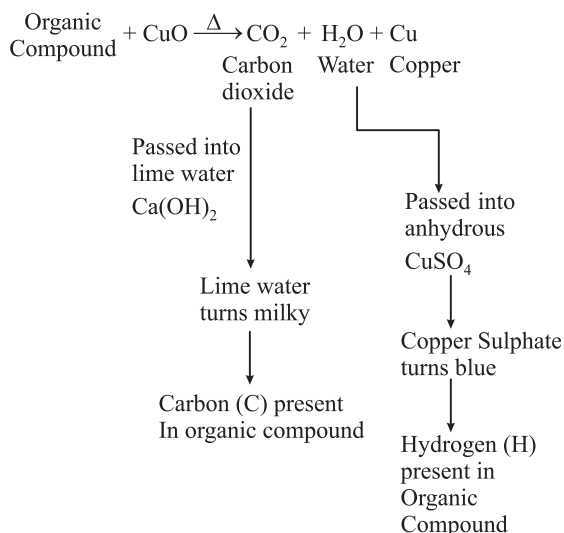 Organic
Compound + CuO —Δ→ CO₂ + H₂O + Cu
Carbon dioxide Water Copper
Passed into
lime water
Ca(OH)₂
Lime water
turns milky
Carbon (C) present
In organic compound
Passed into
anhydrous
CuSO₄
Copper Sulphate
turns blue
Hydrogen (H)
present in
Organic
Compound